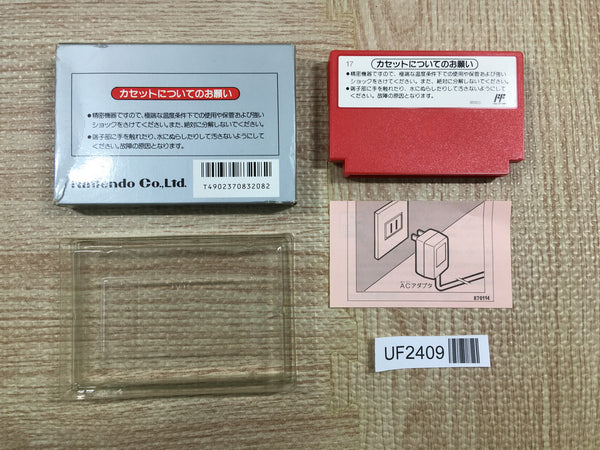 カセットについてのお願い
●精密機器ですので、極端な温度条件下での使用や保管および強い
ショックをさけてください。また、絶対に分解しないでください。
●端子部に手を触れたり、水にぬらしたりして汚さないようにして
ください。故障の原因となります。
Nintendo Co.,Ltd.
T4902370832082
17
カセットについてのお願い
●精密機器ですので、極端な温度条件下での使用や保管および強い
ショックをさけてください。また、絶対に分解しないでください。
●端子部に手を触れたり、水にぬらしたりして汚さないようにして
ください。故障の原因となります。
FF
ACアダプタ
870114
UF2409